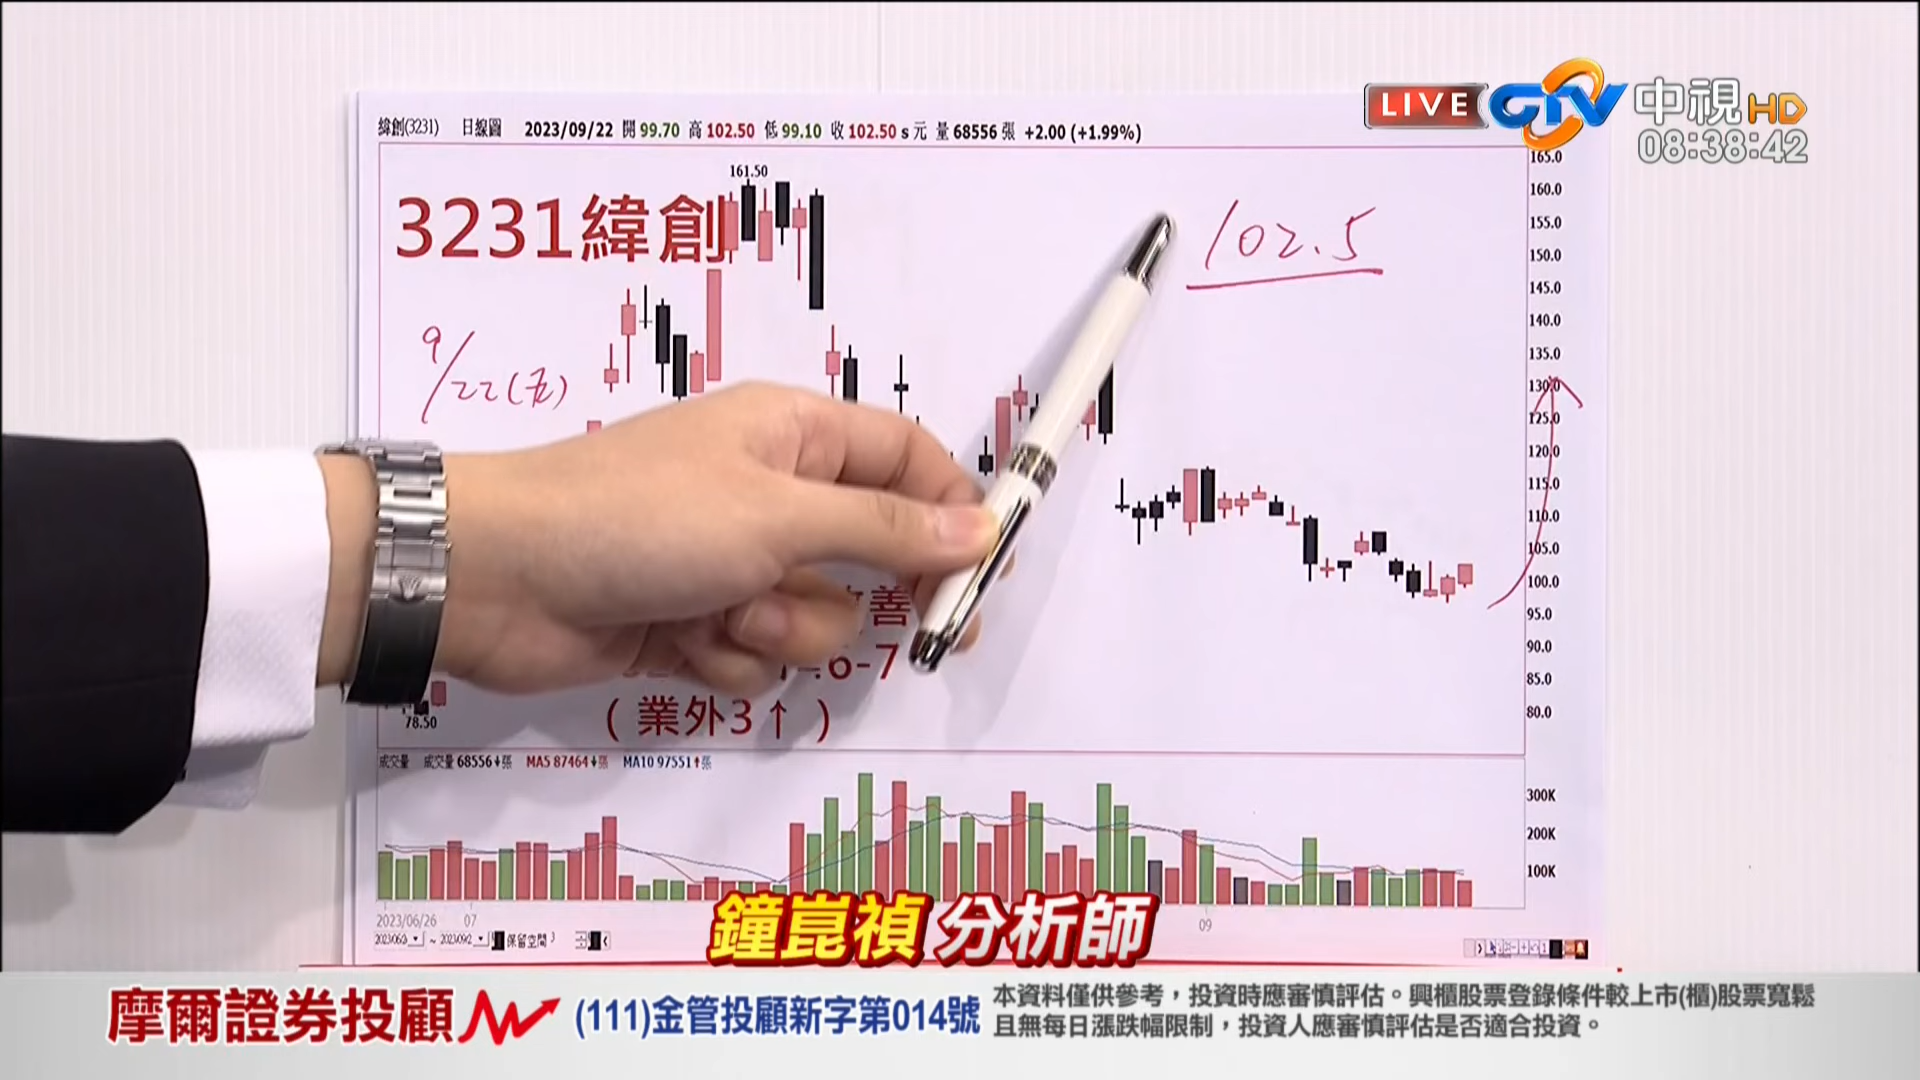 LIVE CTV 中視HD
08:38:42
緯創(3231) 日線圖 2023/09/22 開 99.70 高 102.50 低 99.10 收 102.50 s 元 量 68556 張 +2.00 (+1.99%)
165.0
161.50
160.0
3231緯創
102.5
155.0
150.0
145.0
140.0
9/22(五)
135.0
130.0
125.0
120.0
115.0
110.0
105.0
100.0
善
95.0
90.0
6-7
85.0
(業外3↑)
80.0
78.50
成交量 成交量 68556↓張 MA5 87464↓張 MA10 97551↑張
300K
200K
100K
2023/06/26 07 09
保留空間 3
鐘崑禎 分析師
摩爾證券投顧 (111)金管投顧新字第014號
本資料僅供參考，投資時應審慎評估。興櫃股票登錄條件較上市(櫃)股票寬鬆
且無每日漲跌幅限制，投資人應審慎評估是否適合投資。